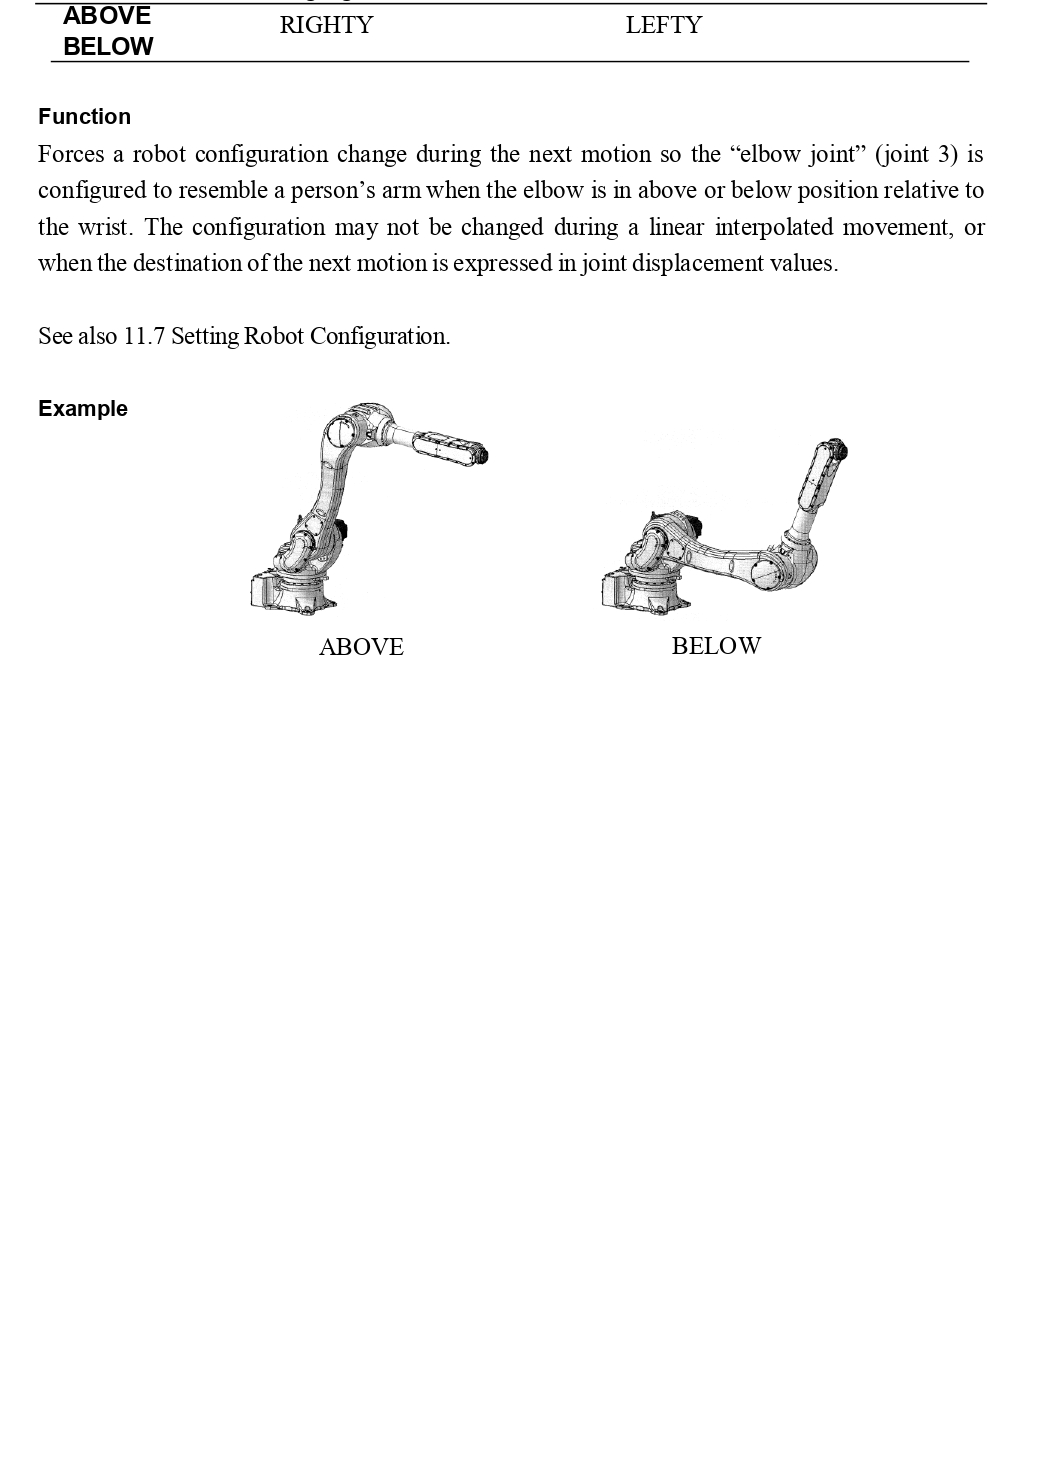 ABOVE
RIGHTY LEFTY
BELOW
Function
Forces a robot configuration change during the next motion so the “elbow joint” (joint 3) is
configured to resemble a person’s arm when the elbow is in above or below position relative to
the wrist. The configuration may not be changed during a linear interpolated movement, or
when the destination of the next motion is expressed in joint displacement values.
See also 11.7 Setting Robot Configuration.
Example
ABOVE BELOW